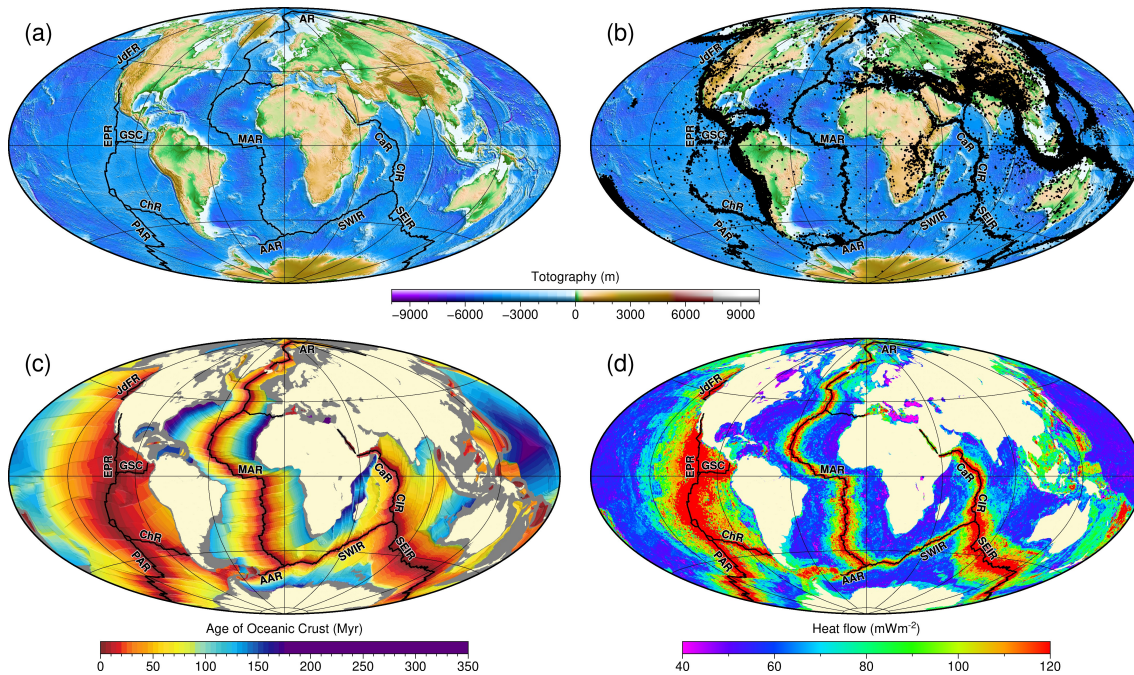 (a)
AR
JdFR
EPR
GSC
MAR
CaR
CIR
ChR
PAR
AAR
SWIR
SEIR
(b)
AR
JdFR
EPR
GSC
MAR
CaR
CIR
ChR
PAR
AAR
SWIR
SEIR
Totography (m)
-9000 -6000 -3000 0 3000 6000 9000
(c)
AR
JdFR
EPR
GSC
MAR
CaR
CIR
ChR
PAR
AAR
SWIR
SEIR
Age of Oceanic Crust (Myr)
0 50 100 150 200 250 300 350
(d)
AR
JdFR
EPR
GSC
MAR
CaR
CIR
ChR
PAR
AAR
SWIR
SEIR
Heat flow (mWm⁻²)
40 60 80 100 120